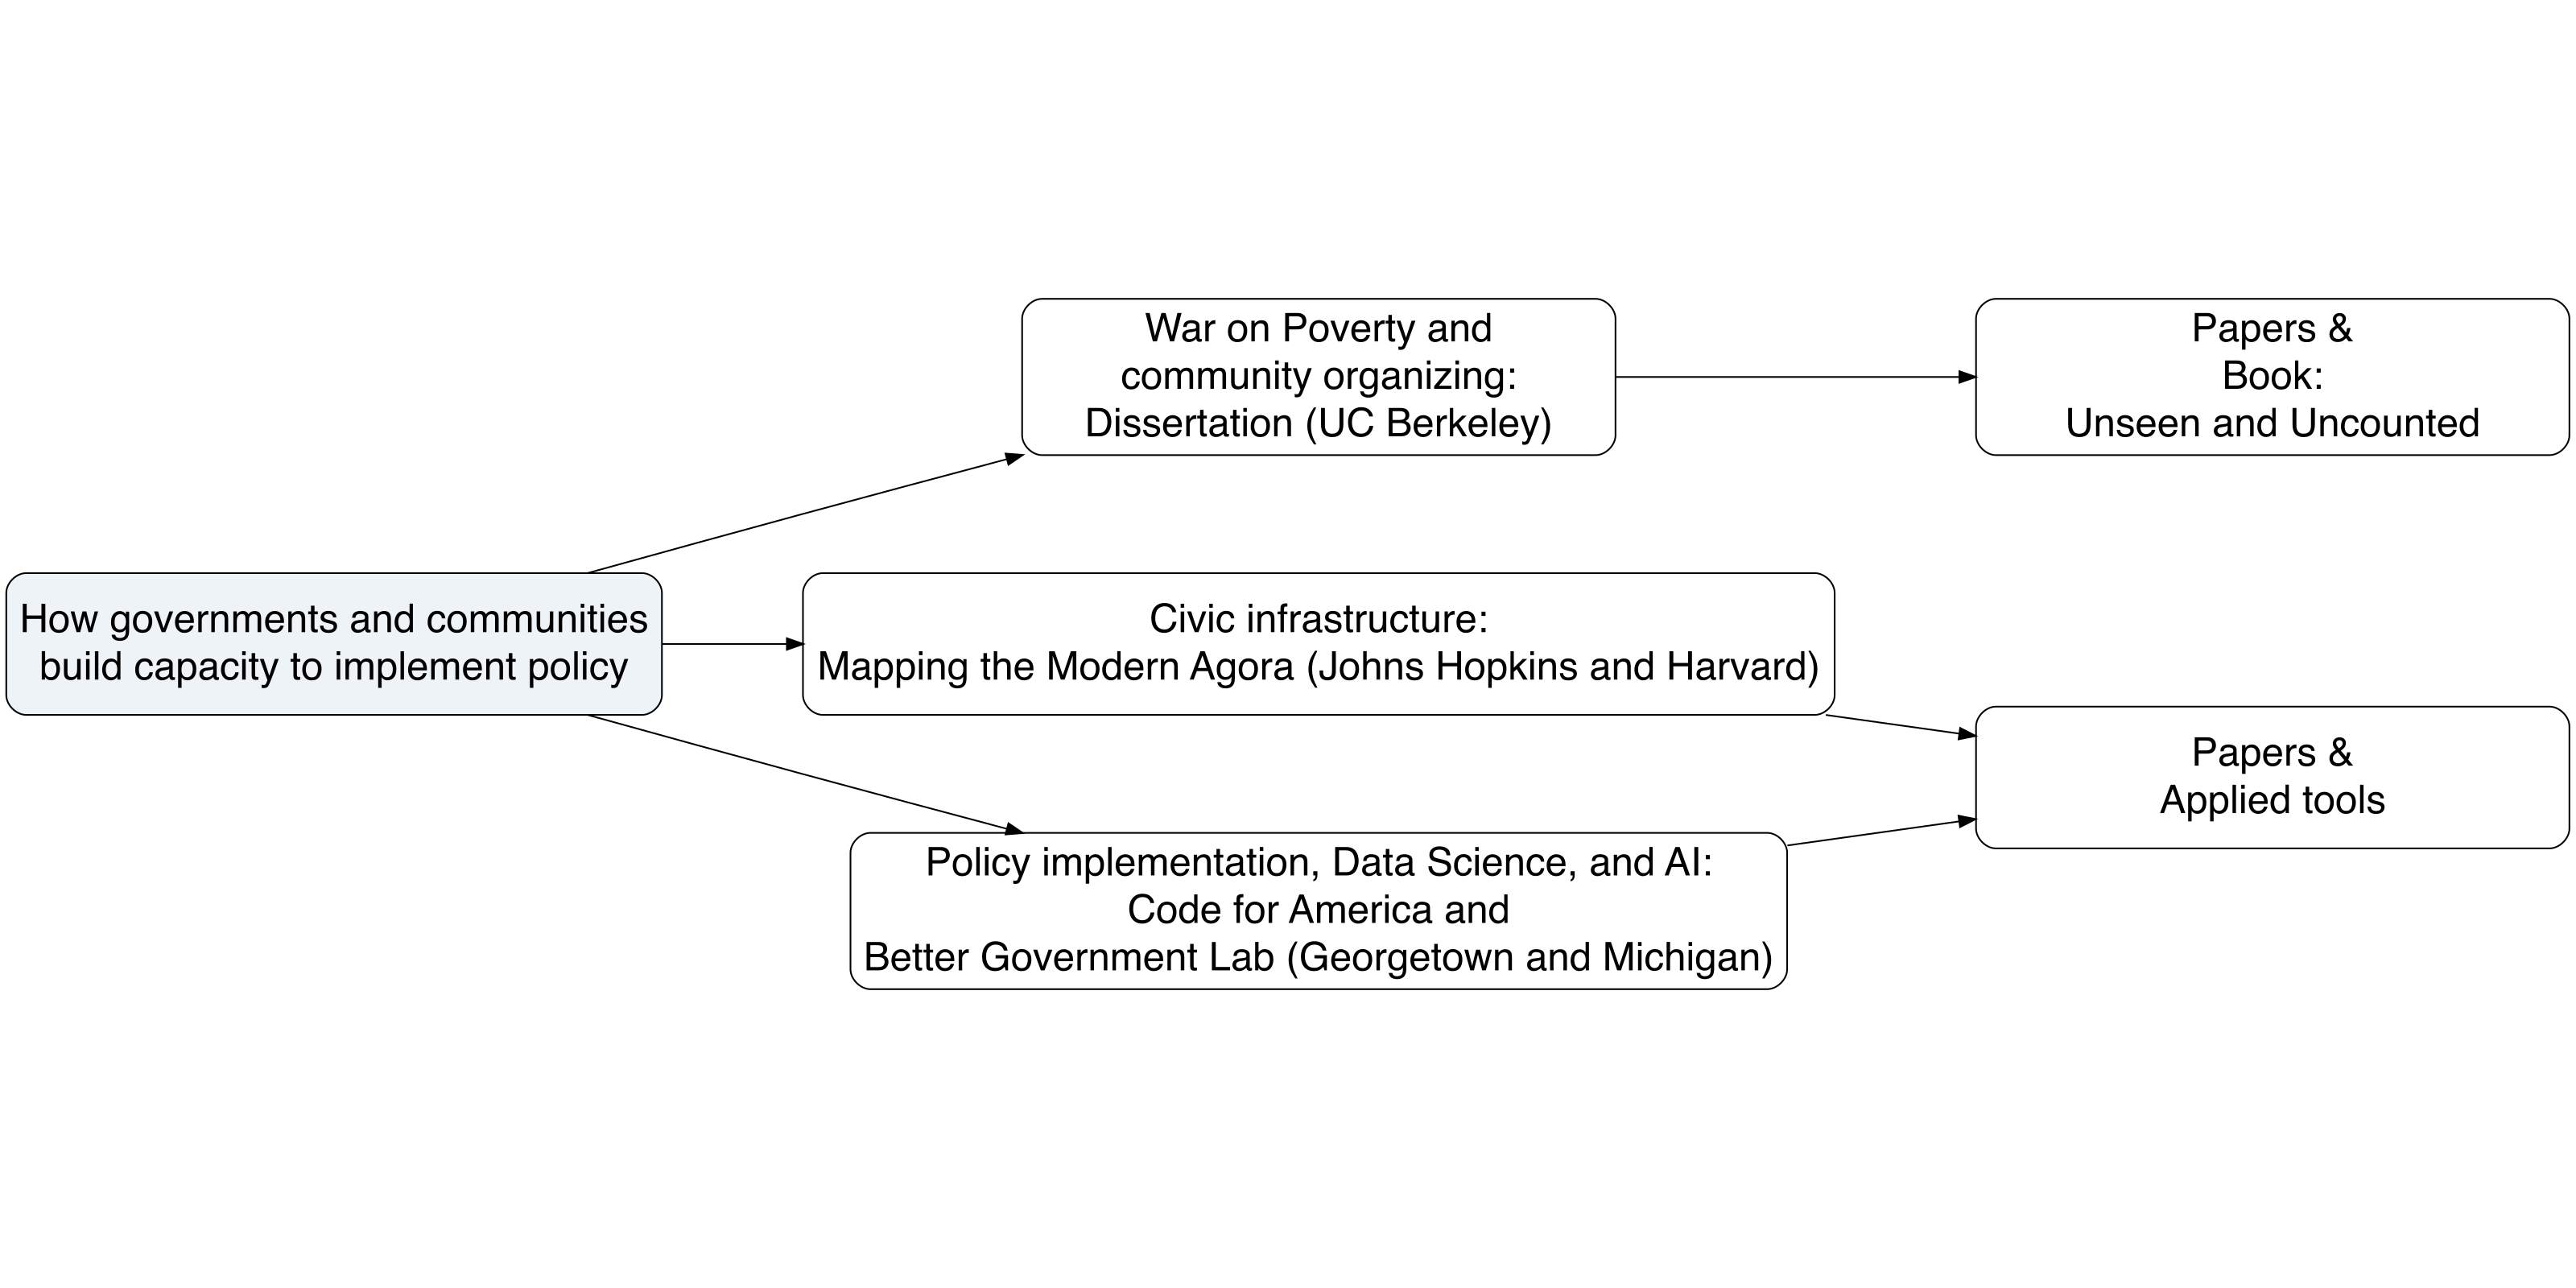 How governments and communities
build capacity to implement policy
War on Poverty and
community organizing:
Dissertation (UC Berkeley)
Papers &
Book:
Unseen and Uncounted
Civic infrastructure:
Mapping the Modern Agora (Johns Hopkins and Harvard)
Policy implementation, Data Science, and AI:
Code for America and
Better Government Lab (Georgetown and Michigan)
Papers &
Applied tools